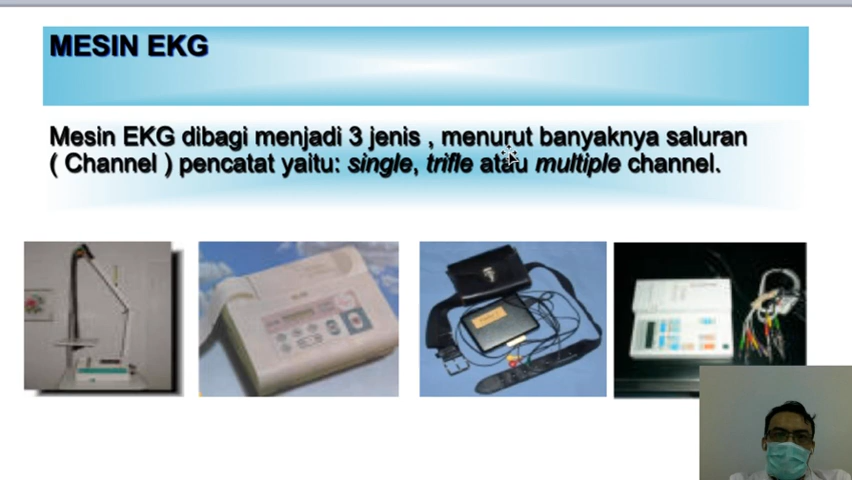 MESIN EKG
Mesin EKG dibagi menjadi 3 jenis , menurut banyaknya saluran
( Channel ) pencatat yaitu: single, trifle atau multiple channel.